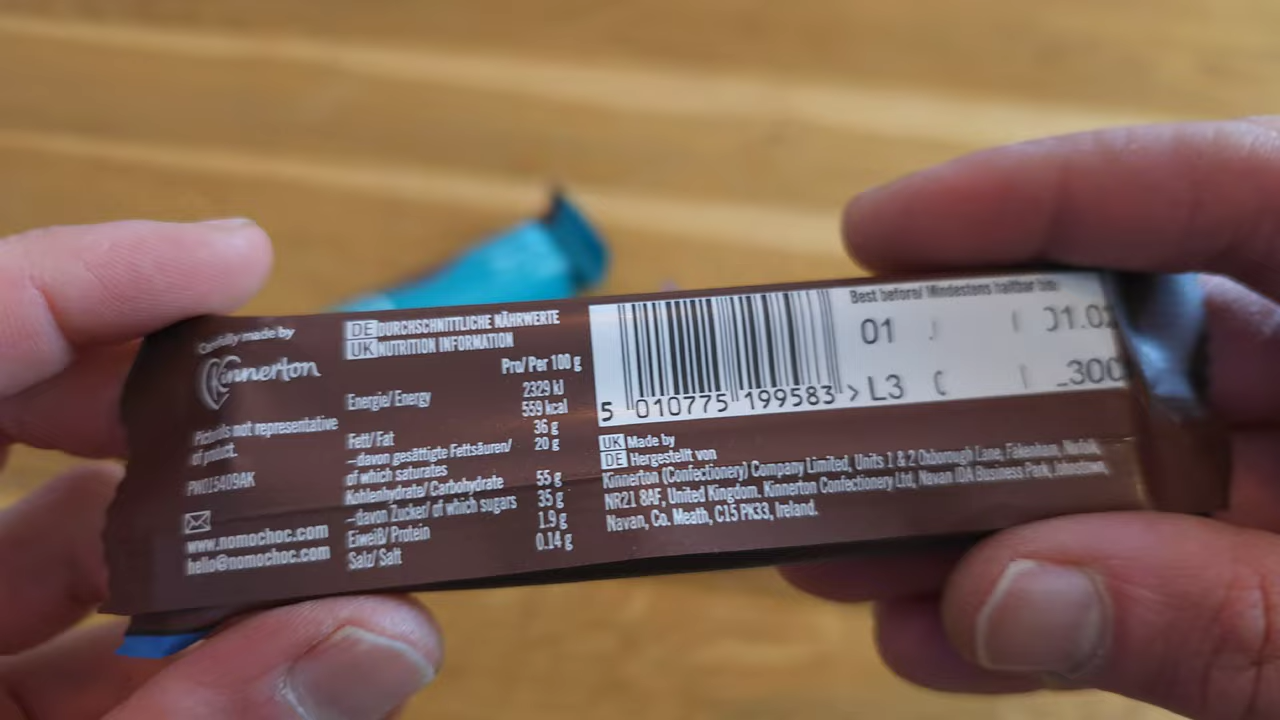 Carefully made by
Kinnerton
not representative
of
PW015409AK
www.nomochoc.com
hello@nomochoc.com
DE DURCHSCHNITTLICHE NÄHRWERTE
UK NUTRITION INFORMATION
Pro/ Per 100 g
Energie/ Energy 2329 kJ
559 kcal
Fett/ Fat 36 g
–davon gesättigte Fettsäuren/ 20 g
of which saturates
Kohlenhydrate/ Carbohydrate 55 g
–davon Zucker/ of which sugars 35 g
Eiweiß/ Protein 1.9 g
Salz/ Salt 0.14 g
Best before/ Mindestens haltbar bis:
01 01.02
L3 300
5 010775 199583 >
UK Made by
DE Hergestellt von
Kinnerton (Confectionery) Company Limited, Units 1 & 2 Oxborough Lane, Fakenham, Norfolk,
NR21 8AF, United Kingdom. Kinnerton Confectionery Ltd, Navan IDA Business Park, Johnstown,
Navan, Co. Meath, C15 PK33, Ireland.